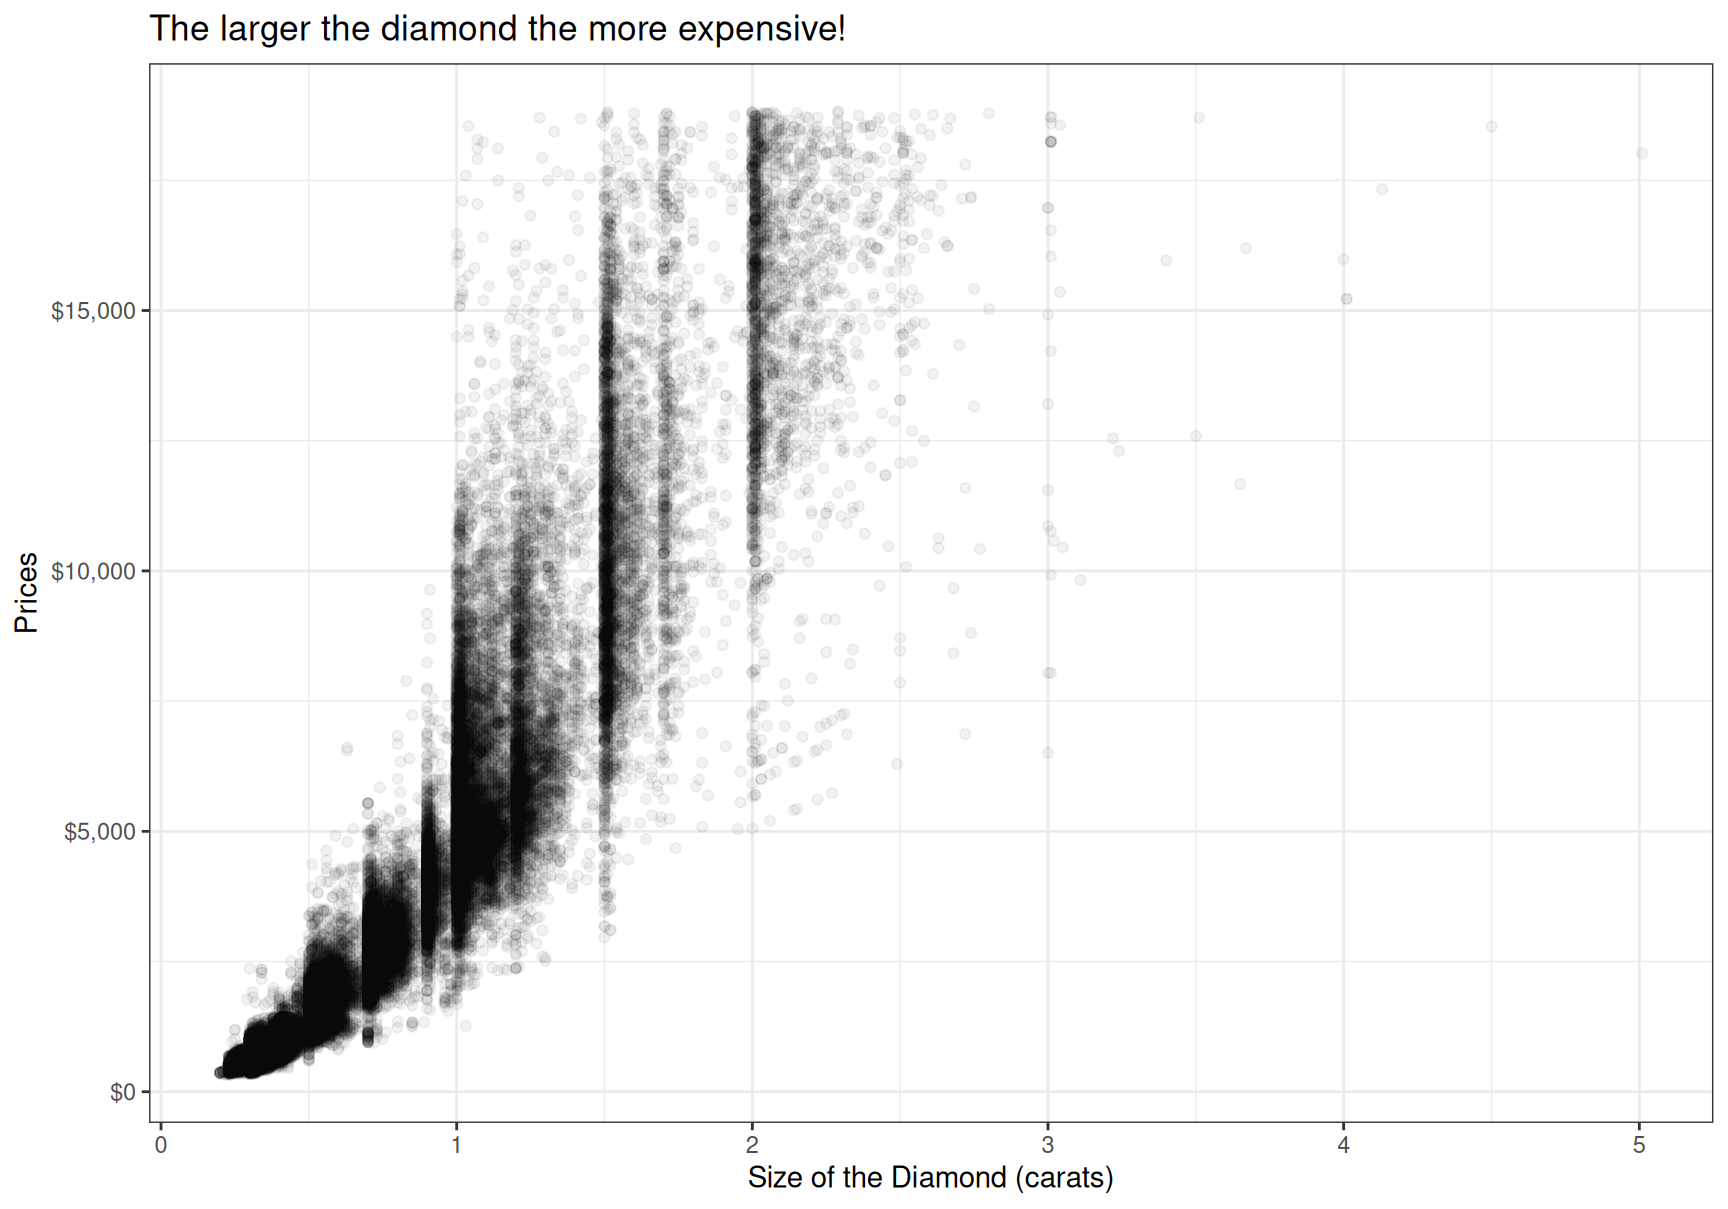 The larger the diamond the more expensive!
Prices
$15,000
$10,000
$5,000
$0
0 1 2 3 4 5
Size of the Diamond (carats)